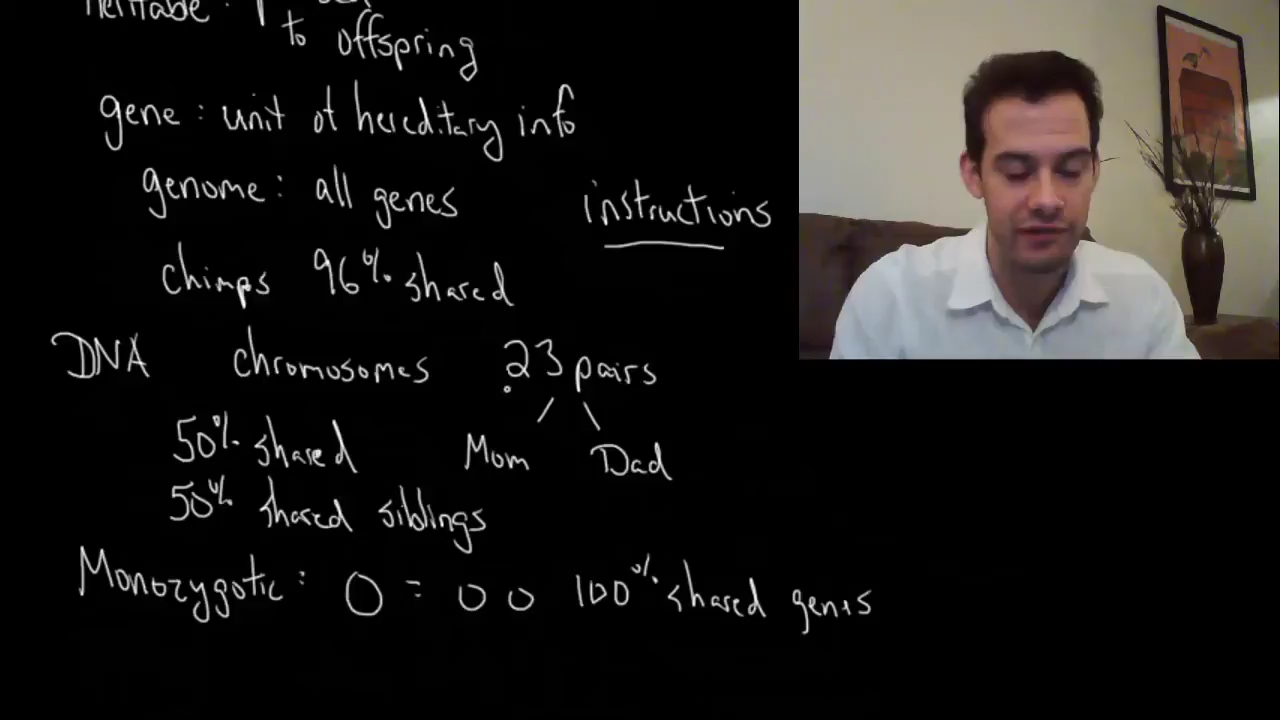 heritable:
to offspring
gene: unit of hereditary info
genome: all genes
instructions
chimps 96% shared
DNA chromosomes 23 pairs
50% shared Mom Dad
50% shared siblings
Monozygotic: O = O O 100% shared genes